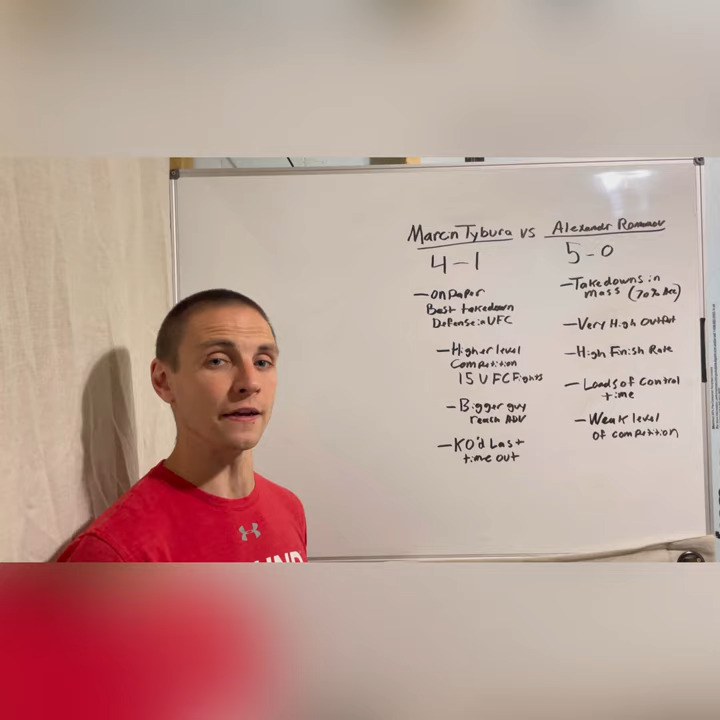 Marcin Tybura vs Alexandr Romanov
4-1
5-0
-On Paper
Best takedown
Defense in UFC
-Higher level
Competition
15 UFC Fights
-Bigger guy
reach ADV
-KO'd Last
time out
-Takedowns in
mass (70% Acc)
-Very High Output
-High Finish Rate
-Loads of control
time
-Weak level
of competition